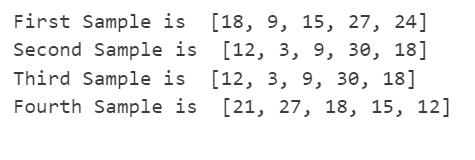 First Sample is  [18, 9, 15, 27, 24]
Second Sample is  [12, 3, 9, 30, 18]
Third Sample is  [12, 3, 9, 30, 18]
Fourth Sample is  [21, 27, 18, 15, 12]